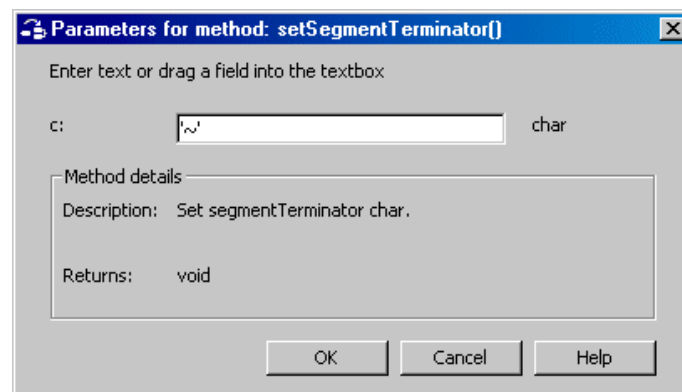 Parameters for method: setSegmentTerminator()
Enter text or drag a field into the textbox
c: '~' char
Method details
Description: Set segmentTerminator char.
Returns: void
OK Cancel Help